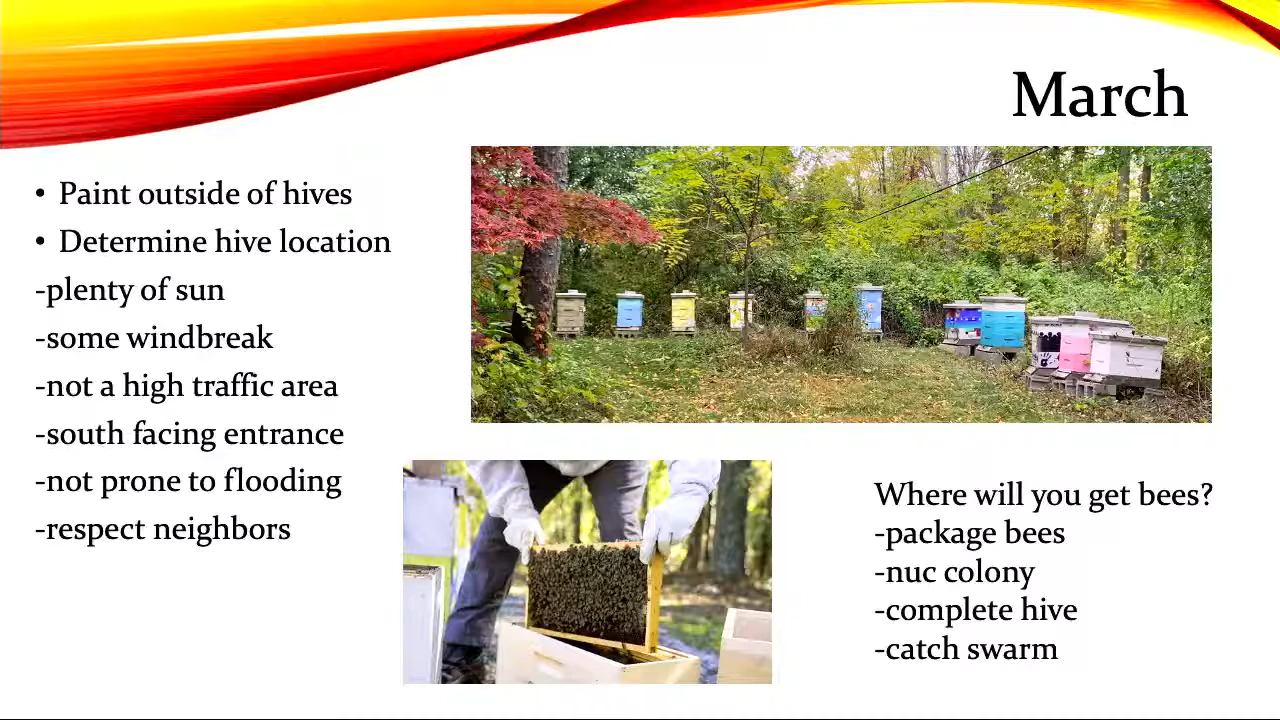 March
• Paint outside of hives
• Determine hive location
-plenty of sun
-some windbreak
-not a high traffic area
-south facing entrance
-not prone to flooding
-respect neighbors
Where will you get bees?
-package bees
-nuc colony
-complete hive
-catch swarm